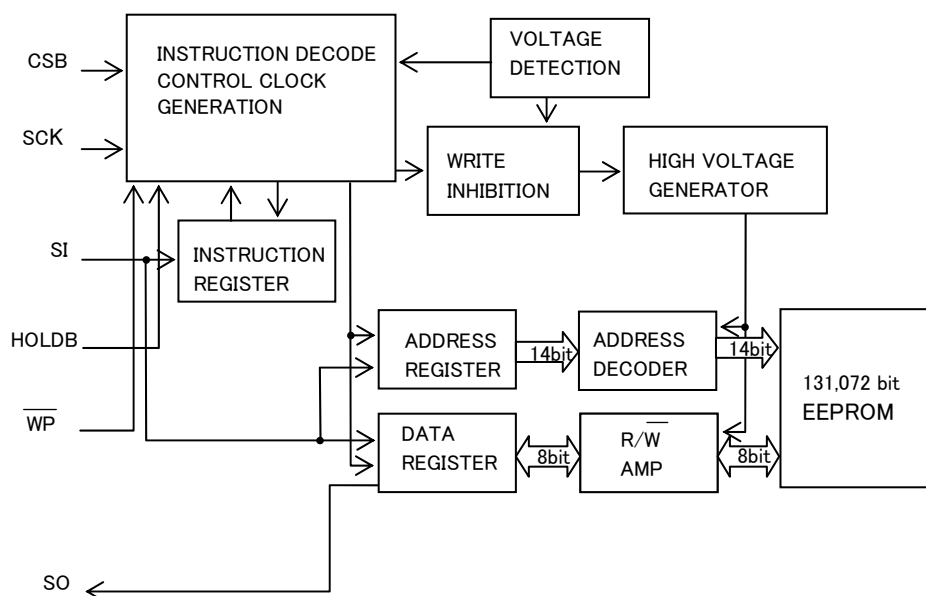 CSB
SCK
SI
HOLDB
WP
SO
INSTRUCTION DECODE
CONTROL CLOCK
GENERATION
VOLTAGE
DETECTION
WRITE
INHIBITION
HIGH VOLTAGE
GENERATOR
INSTRUCTION
REGISTER
ADDRESS
REGISTER
14bit
ADDRESS
DECODER
14bit
131,072 bit
EEPROM
DATA
REGISTER
8bit
R/W
AMP
8bit